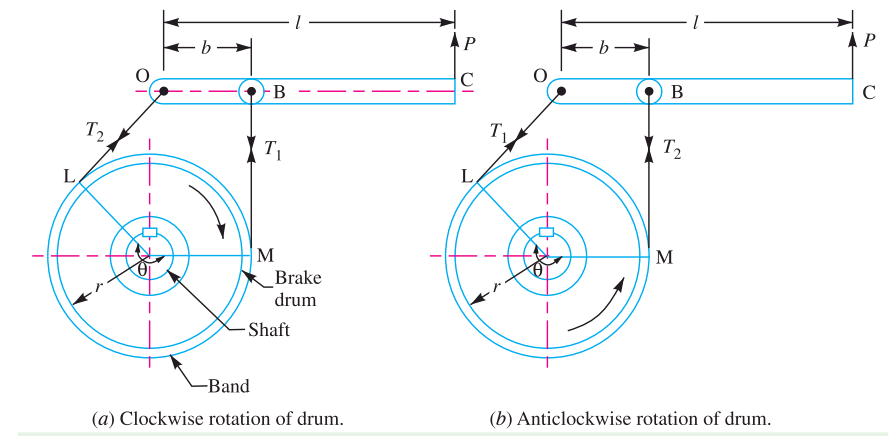 l
l
b
P
b
P
O
B
C
O
B
C
T2
T1
T1
T2
L
L
θ
M
θ
M
r
Brake
drum
r
Shaft
Band
(a) Clockwise rotation of drum.
(b) Anticlockwise rotation of drum.